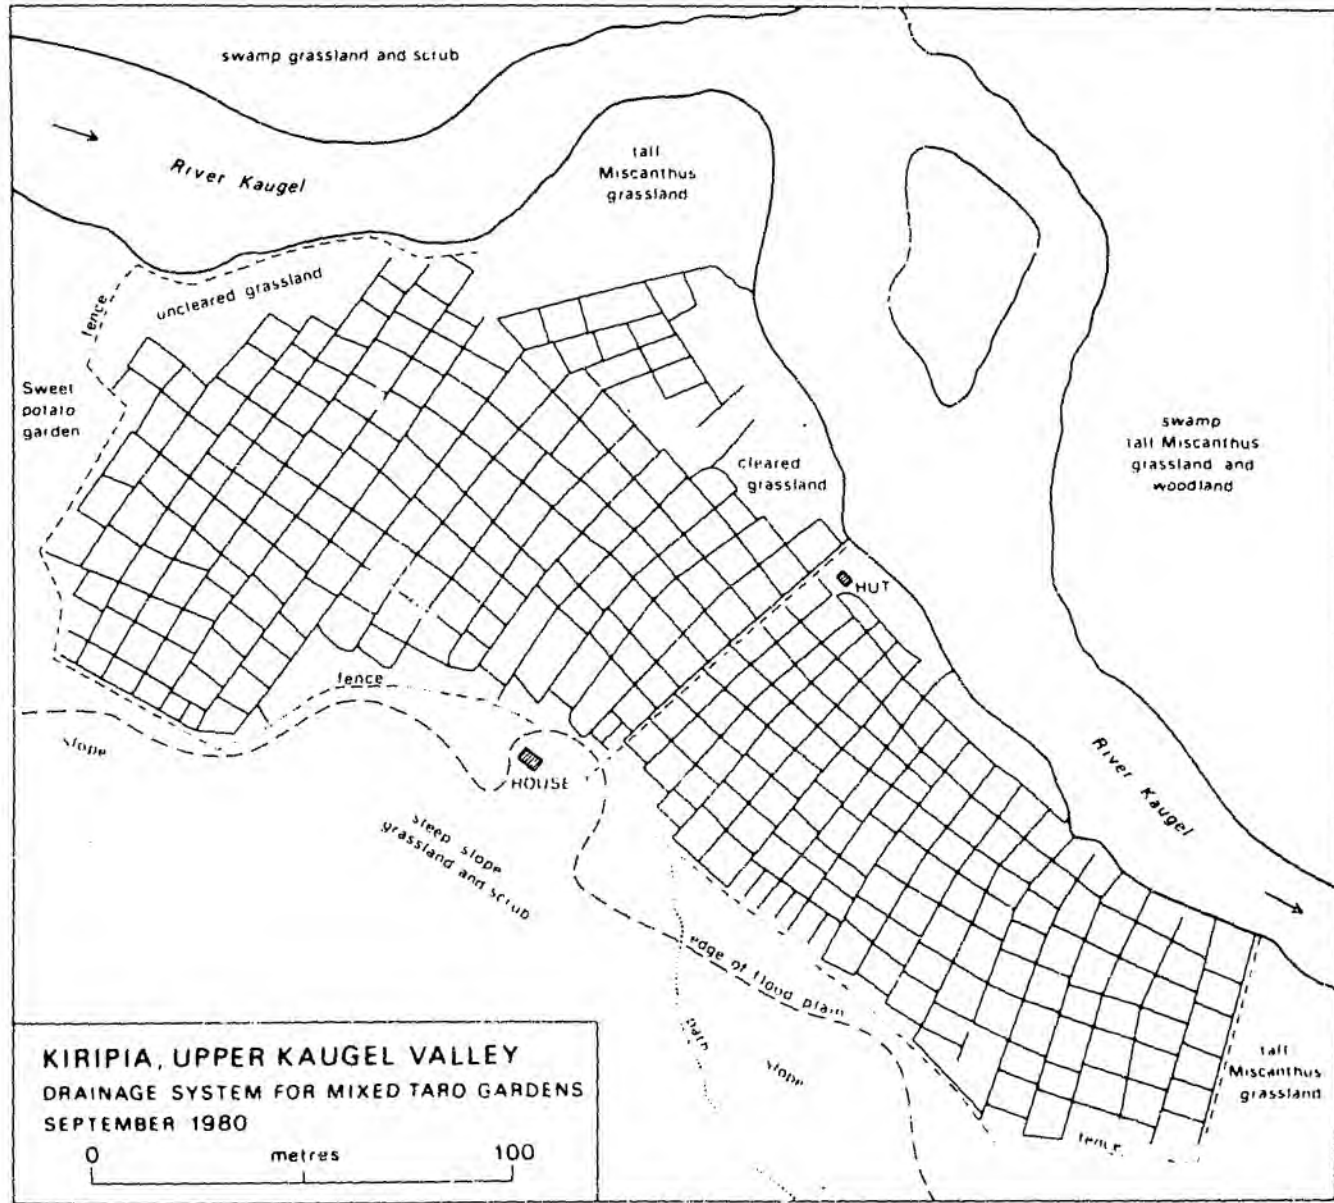 swamp grassland and scrub
River Kaugel
tall
Miscanthus
grassland
fence
uncleared grassland
Sweet
potato
garden
swamp
tall Miscanthus
grassland and
woodland
cleared
grassland
HUT
fence
slope
HOUSE
steep slope
grassland and scrub
River Kaugel
edge of flood plain
path
slope
tall
Miscanthus
grassland
fence
KIRIPIA, UPPER KAUGEL VALLEY
DRAINAGE SYSTEM FOR MIXED TARO GARDENS
SEPTEMBER 1980
0 metres 100